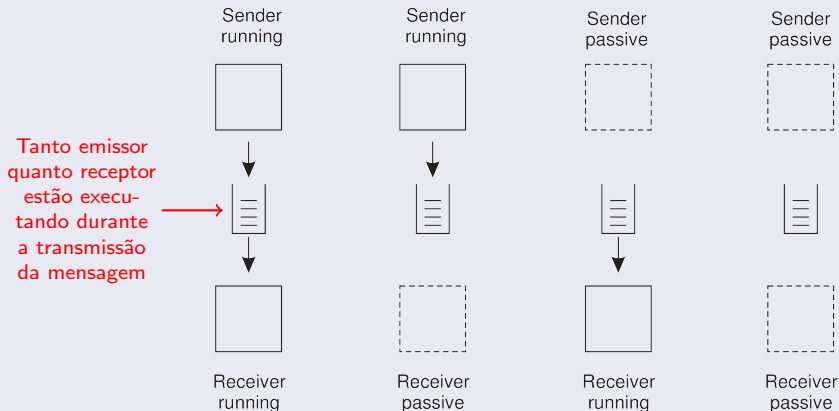 Sender
running
Sender
running
Sender
passive
Sender
passive
Tanto emissor
quanto receptor
estão execu-
tando durante
a transmissão
da mensagem
Receiver
running
Receiver
passive
Receiver
running
Receiver
passive